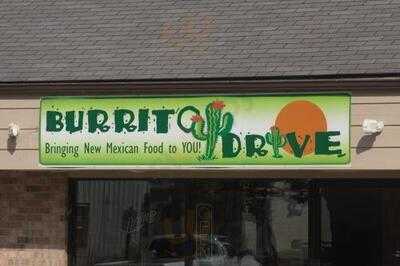 BURRITO DRIVE
Bringing New Mexican Food to YOU!